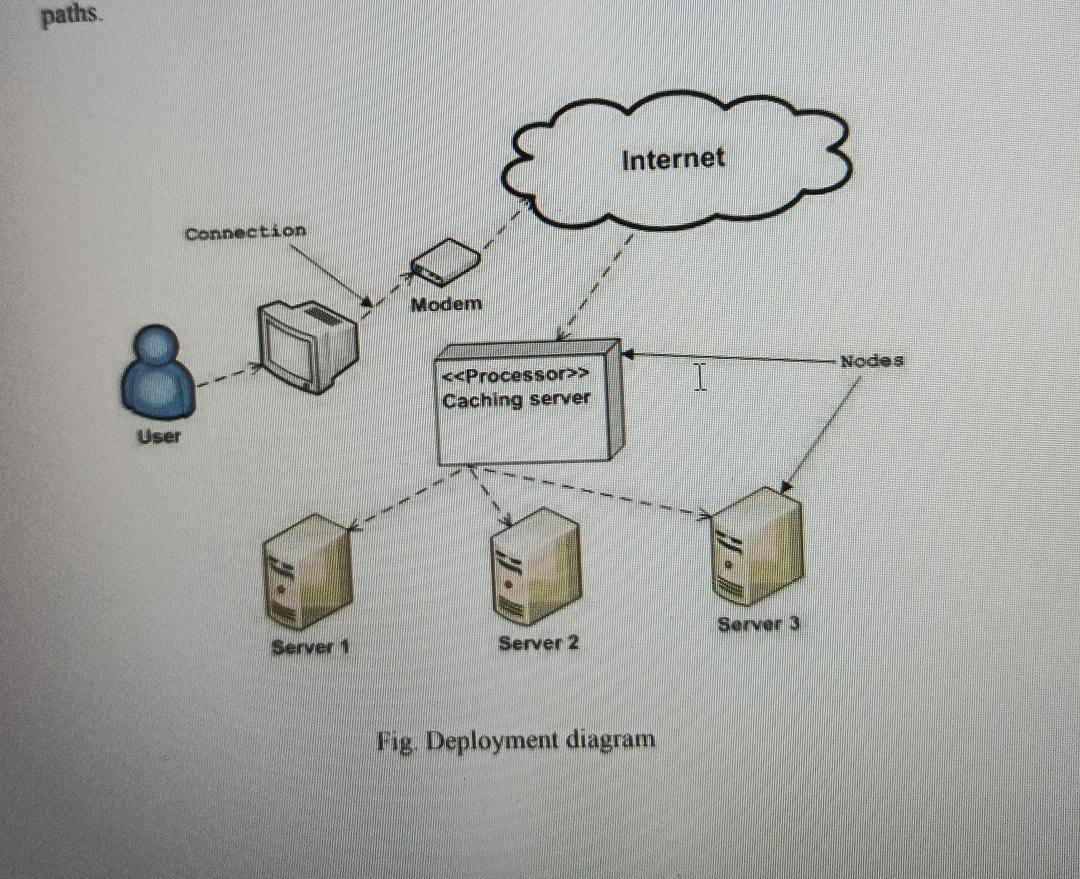 paths.
Internet
Connection
Modem
<<Processor>>
Caching server
Nodes
User
Server 1
Server 2
Server 3
Fig. Deployment diagram